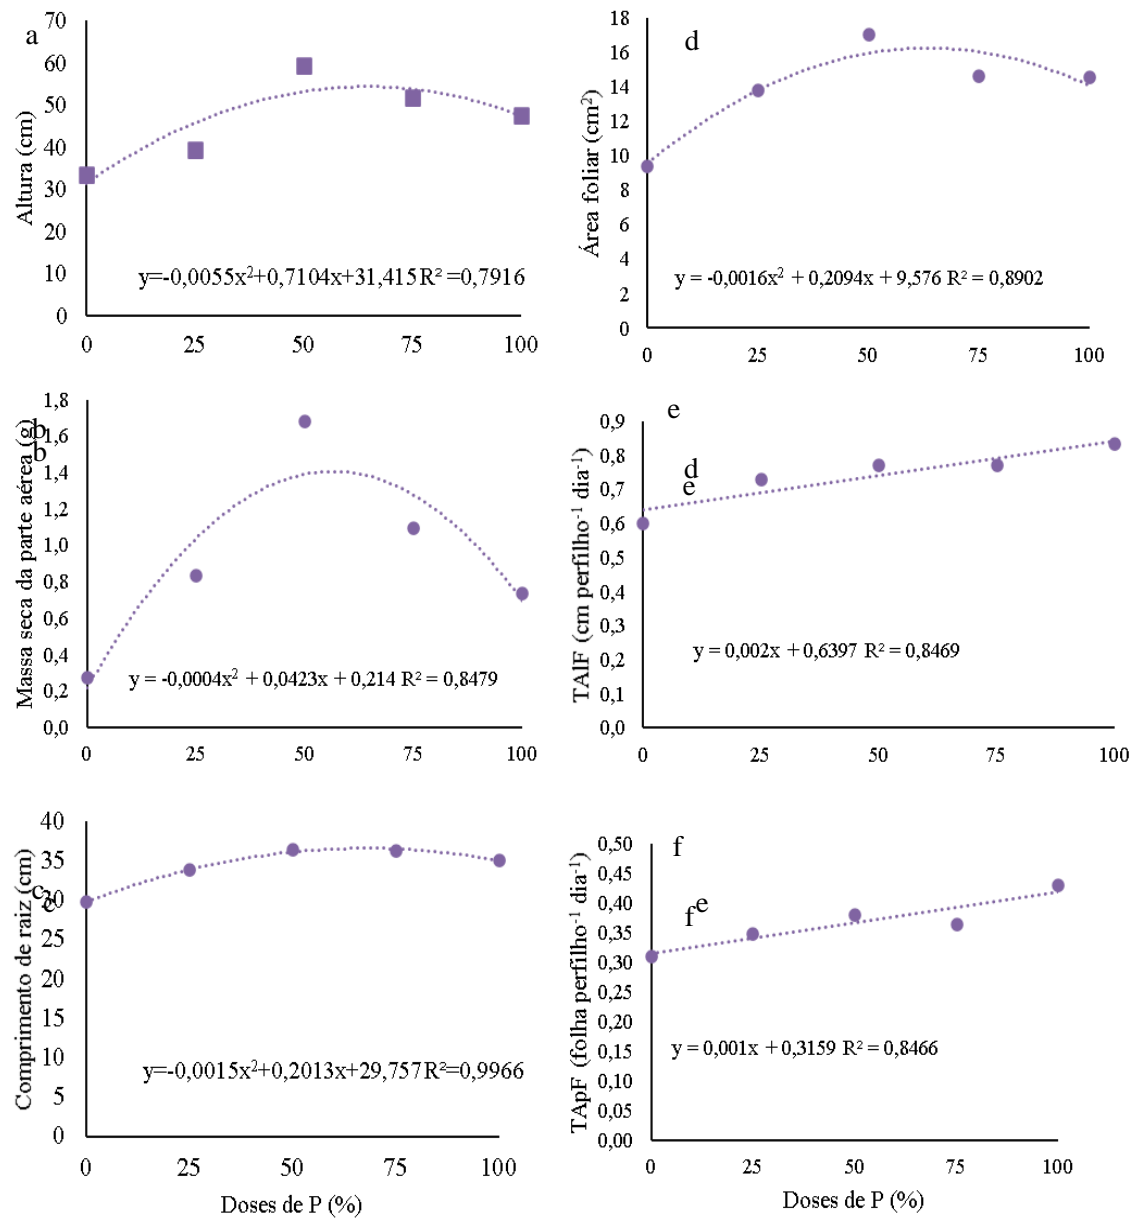 a
Altura (cm)
70
60
50
40
30
20
10
0
y=-0,0055x²+0,7104x+31,415 R² =0,7916
0 25 50 75 100
d
Área foliar (cm²)
18
16
14
12
10
8
6
4
2
0
y = -0,0016x² + 0,2094x + 9,576 R² = 0,8902
0 25 50 75 100
b
b
Massa seca da parte aérea (g)
1,8
1,6
1,4
1,2
1,0
0,8
0,6
0,4
0,2
0,0
y = -0,0004x² + 0,0423x + 0,214 R² = 0,8479
0 25 50 75 100
e
d
e
TAlF (cm perfilho⁻¹ dia⁻¹)
0,9
0,8
0,7
0,6
0,5
0,4
0,3
0,2
0,1
0,0
y = 0,002x + 0,6397 R² = 0,8469
0 25 50 75 100
c
c
Comprimento de raiz (cm)
40
35
30
25
20
15
10
5
0
y=-0,0015x²+0,2013x+29,757 R²=0,9966
0 25 50 75 100
Doses de P (%)
f
e
f
TApF (folha perfilho⁻¹ dia⁻¹)
0,50
0,45
0,40
0,35
0,30
0,25
0,20
0,15
0,10
0,05
0,00
y = 0,001x + 0,3159 R² = 0,8466
0 25 50 75 100
Doses de P (%)